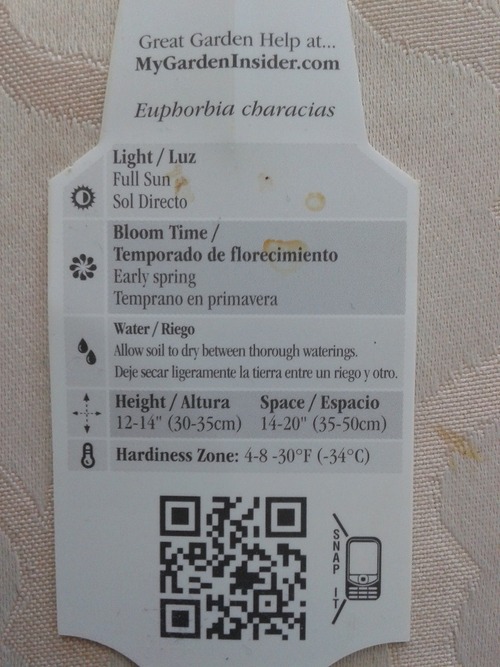 Great Garden Help at...
MyGardenInsider.com
Euphorbia characias
Light / Luz
Full Sun
Sol Directo
Bloom Time /
Temporado de florecimiento
Early spring
Temprano en primavera
Water / Riego
Allow soil to dry between thorough waterings.
Deje secar ligeramente la tierra entre un riego y otro.
Height / Altura Space / Espacio
12-14" (30-35cm) 14-20" (35-50cm)
Hardiness Zone: 4-8 -30°F (-34°C)
SNAP IT